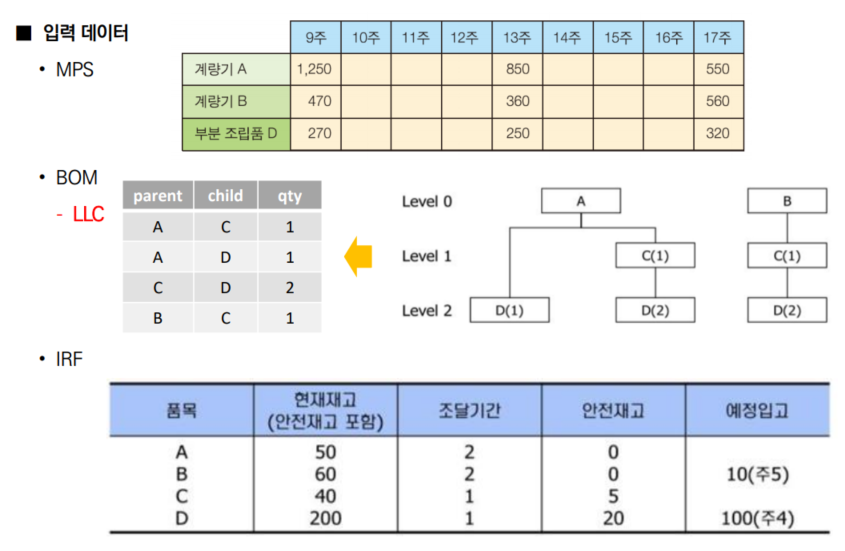 ■ 입력 데이터
• MPS
9주 10주 11주 12주 13주 14주 15주 16주 17주
계량기 A 1,250 850 550
계량기 B 470 360 560
부분 조립품 D 270 250 320
• BOM
- LLC
parent child qty
A C 1
A D 1
C D 2
B C 1
Level 0 A B
Level 1 C(1) C(1)
Level 2 D(1) D(2) D(2)
• IRF
품목 현재재고 (안전재고 포함) 조달기간 안전재고 예정입고
A 50 2 0
B 60 2 0 10(주5)
C 40 1 5
D 200 1 20 100(주4)